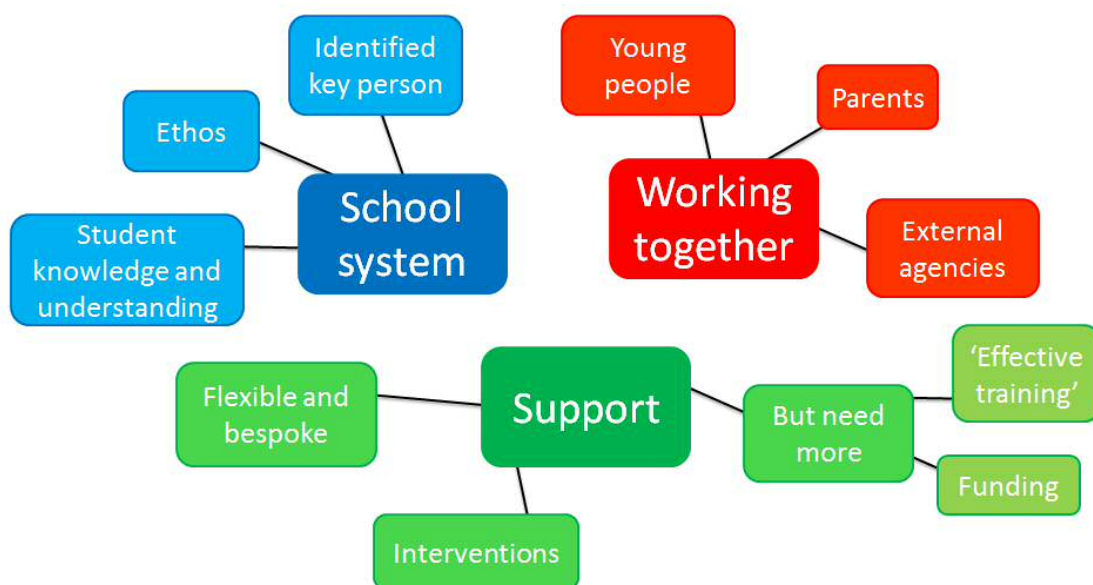 Identified
key person
Ethos
Student
knowledge and
understanding
School
system
Young
people
Parents
Working
together
External
agencies
Flexible and
bespoke
Support
Interventions
But need
more
‘Effective
training’
Funding